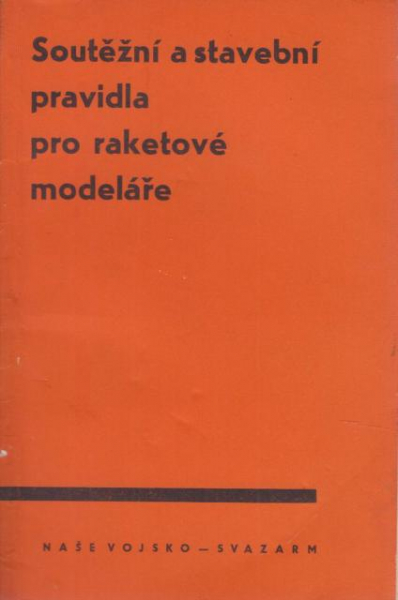 Soutěžní a stavební
pravidla
pro raketové
modeláře
NAŠE VOJSKO — SVAZARM